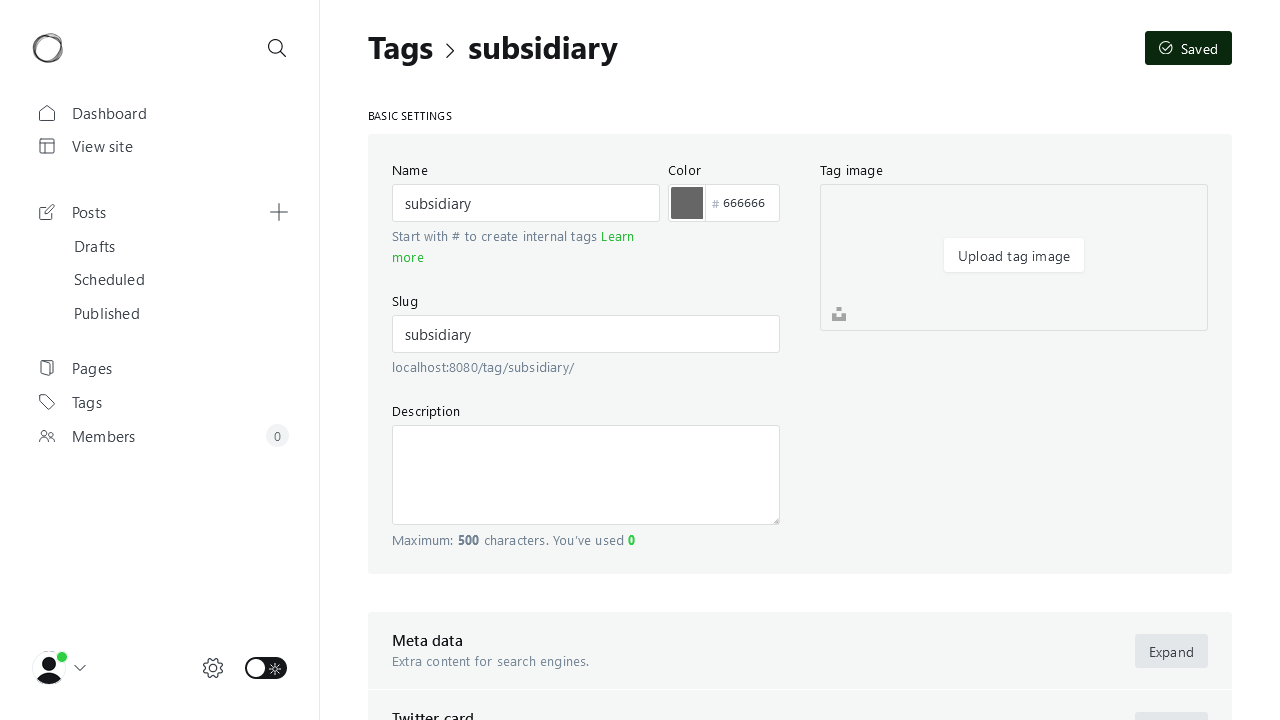 Tags > subsidiary
Saved
Dashboard
View site
Posts
Drafts
Scheduled
Published
Pages
Tags
Members
0
BASIC SETTINGS
Name
subsidiary
Start with # to create internal tags Learn
more
Color
# 666666
Slug
subsidiary
localhost:8080/tag/subsidiary/
Description
Maximum: 500 characters. You've used 0
Tag image
Upload tag image
Meta data
Extra content for search engines.
Expand
Twitter card